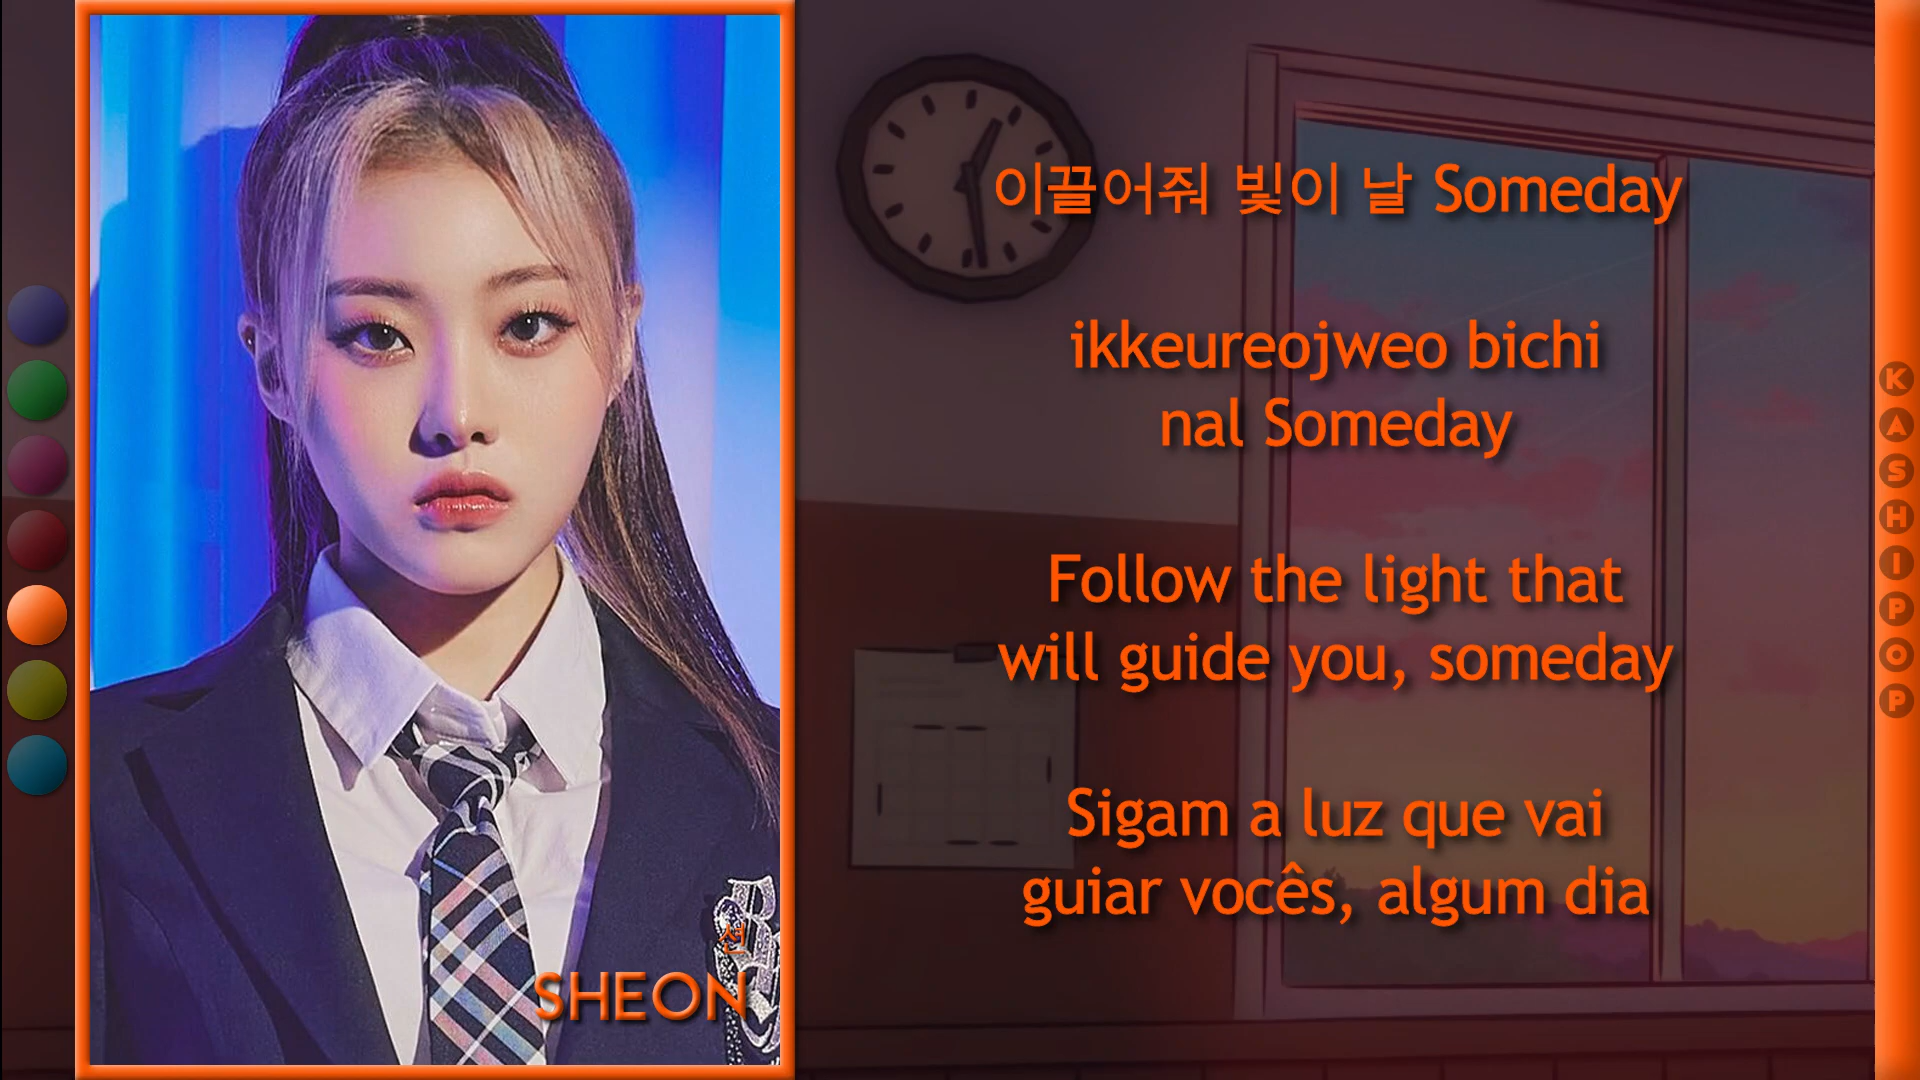 션
SHEON
이끌어줘 빛이 날 Someday
ikkeureojweo bichi
nal Someday
Follow the light that
will guide you, someday
Sigam a luz que vai
guiar vocês, algum dia
KASHIPOP